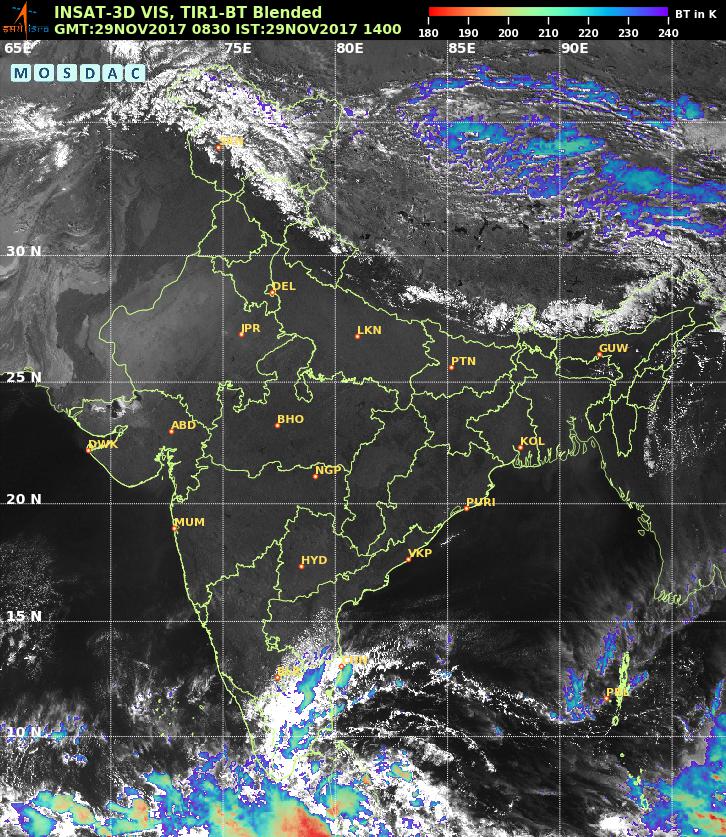 INSAT-3D VIS, TIR1-BT Blended
GMT:29NOV2017 0830 IST:29NOV2017 1400
BT in K
180 190 200 210 220 230 240
65E 75E 80E 85E 90E
MOSDAC
30 N
DEL
JPR LKN
GUW
PTN
25 N
ABD BHO
DWK KOL
NGP
20 N PURI
MUM
VKP
HYD
15 N
10 N